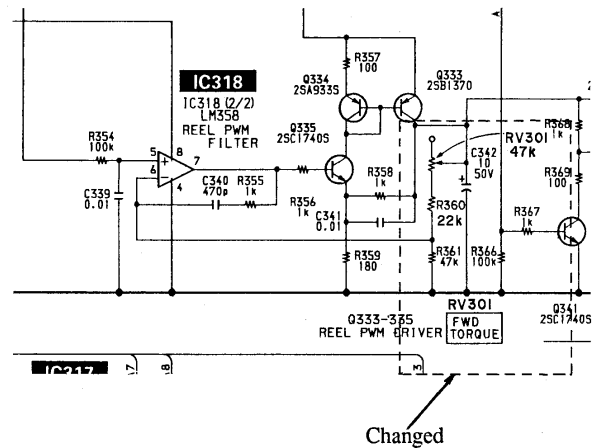 R357
100
IC318
Q334
2SA933S
Q333
2SB1370
IC318 (2/2)
LM358
REEL PWM
FILTER
R354
100k
Q335
2SC1740S
RV301
47k
C342
10
50V
R368
1k
5
8
7
6
4
R358
1k
R369
100
C339
0.01
C340
470p
R355
1k
R356
1k
C341
0.01
R360
22k
R367
1k
R359
180
R361
47k
R366
100k
RV301
Q341
2SC1740S
Q333-335
REEL PWM DRIVER
FWD
TORQUE
IC317
3
Changed